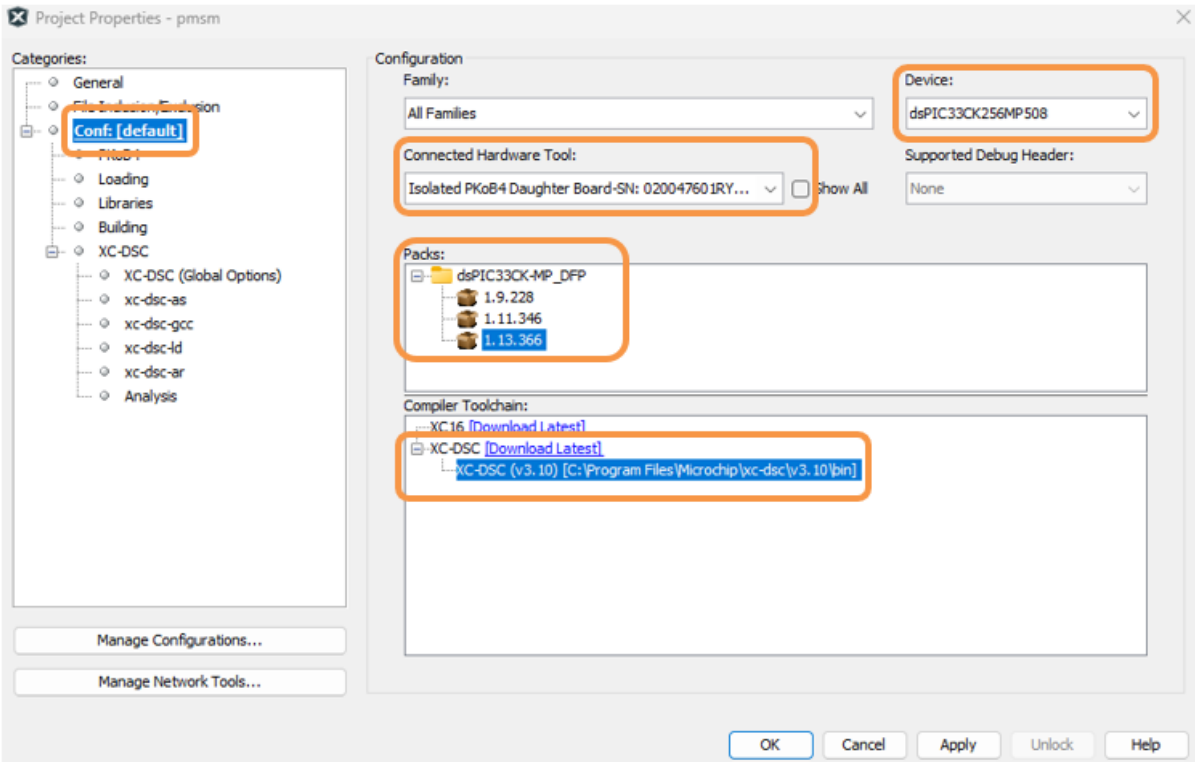 Project Properties - pmsm
Categories:
General
File Inclusion/Exclusion
Conf: [default]
PKoB4
Loading
Libraries
Building
XC-DSC
XC-DSC (Global Options)
xc-dsc-as
xc-dsc-gcc
xc-dsc-ld
xc-dsc-ar
Analysis
Manage Configurations...
Manage Network Tools...
Configuration
Family:
All Families
Device:
dsPIC33CK256MP508
Connected Hardware Tool:
Isolated PKoB4 Daughter Board-SN: 020047601RY...
Show All
Supported Debug Header:
None
Packs:
dsPIC33CK-MP_DFP
1.9.228
1.11.346
1.13.366
Compiler Toolchain:
XC16 [Download Latest]
XC-DSC [Download Latest]
XC-DSC (v3.10) [C:\Program Files\Microchip\xc-dsc\v3.10\bin]
OK
Cancel
Apply
Unlock
Help